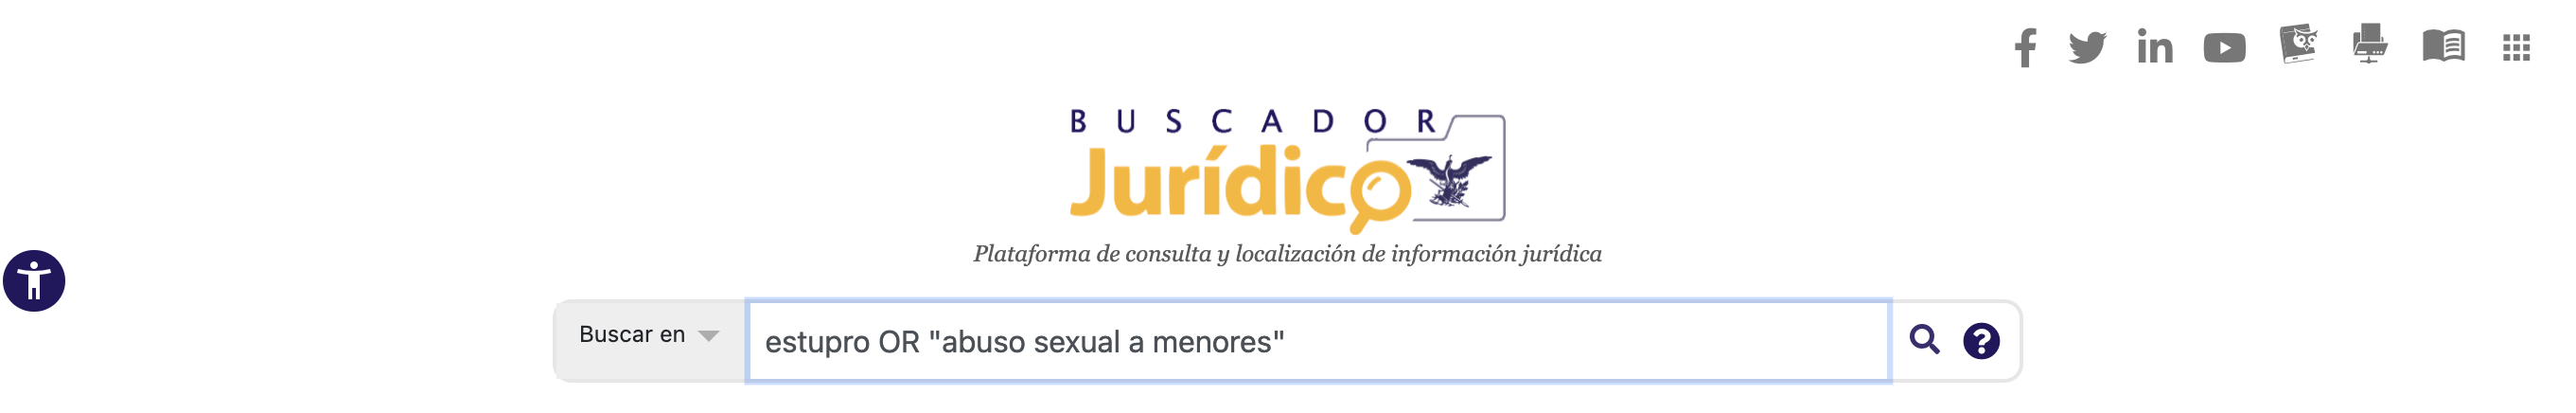 BUSCADOR
Jurídico
Plataforma de consulta y localización de información jurídica
Buscar en
estupro OR "abuso sexual a menores"